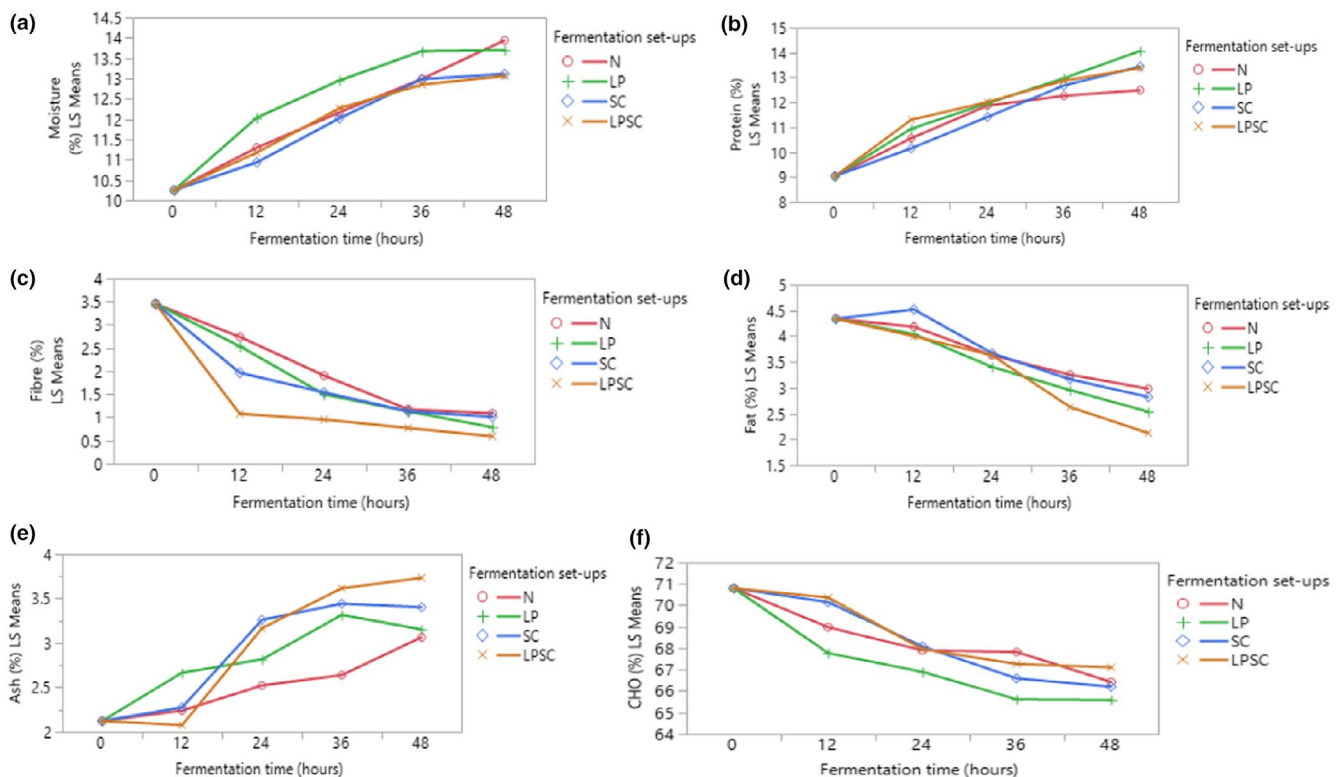 (a)
Moisture (%) LS Means
14.5
14
13.5
13
12.5
12
11.5
11
10.5
10
0 12 24 36 48
Fermentation time (hours)
Fermentation set-ups
N
LP
SC
LPSC
(b)
Protein (%) LS Means
15
14
13
12
11
10
9
8
0 12 24 36 48
Fermentation time (hours)
Fermentation set-ups
N
LP
SC
LPSC
(c)
Fibre (%) LS Means
4
3.5
3
2.5
2
1.5
1
0.5
0
0 12 24 36 48
Fermentation time (hours)
Fermentation set-ups
N
LP
SC
LPSC
(d)
Fat (%) LS Means
5
4.5
4
3.5
3
2.5
2
1.5
0 12 24 36 48
Fermentation time (hours)
Fermentation set-ups
N
LP
SC
LPSC
(e)
Ash (%) LS Means
4
3.5
3
2.5
2
0 12 24 36 48
Fermentation time (hours)
Fermentation set-ups
N
LP
SC
LPSC
(f)
CHO (%) LS Means
72
71
70
69
68
67
66
65
64
0 12 24 36 48
Fermentation time (hours)
Fermentation set-ups
N
LP
SC
LPSC